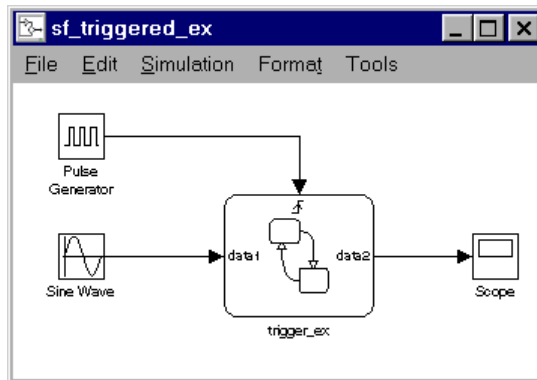 sf_triggered_ex
File Edit Simulation Format Tools
Pulse
Generator
data1 data2
Sine Wave
Scope
trigger_ex